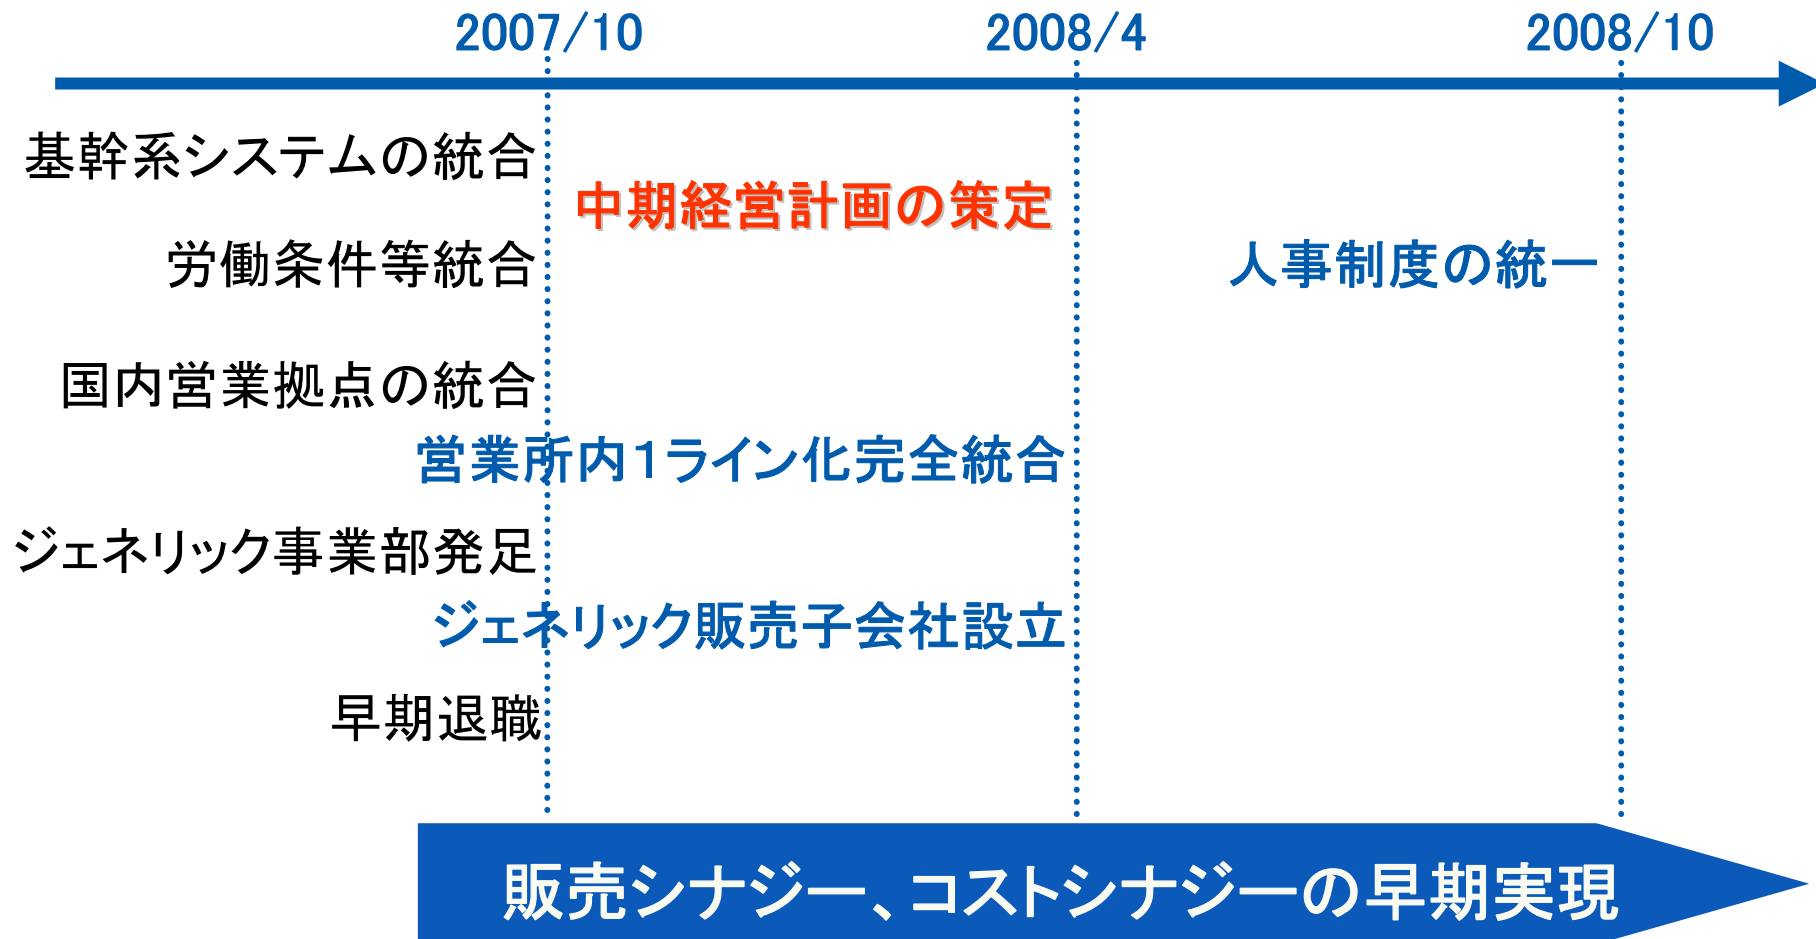 2007/10
2008/4
2008/10
基幹系システムの統合
中期経営計画の策定
労働条件等統合
人事制度の統一
国内営業拠点の統合
営業所内1ライン化完全統合
ジェネリック事業部発足
ジェネリック販売子会社設立
早期退職
販売シナジー、コストシナジーの早期実現